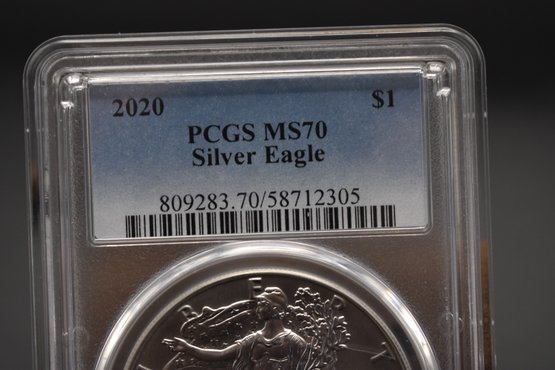 2020 $1
PCGS MS70
Silver Eagle
809283.70/58712305